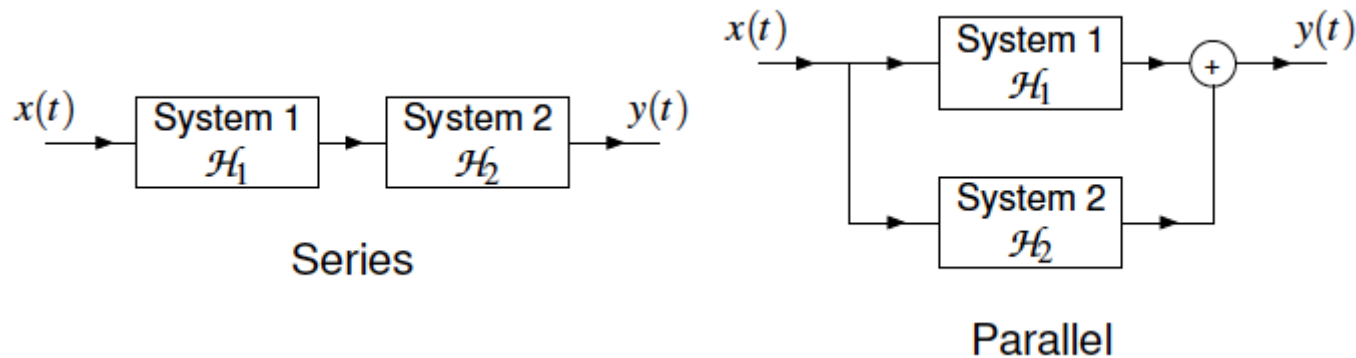 x(t)
System 1
ℋ₁
System 2
ℋ₂
y(t)
Series
x(t)
System 1
ℋ₁
+
y(t)
System 2
ℋ₂
Parallel